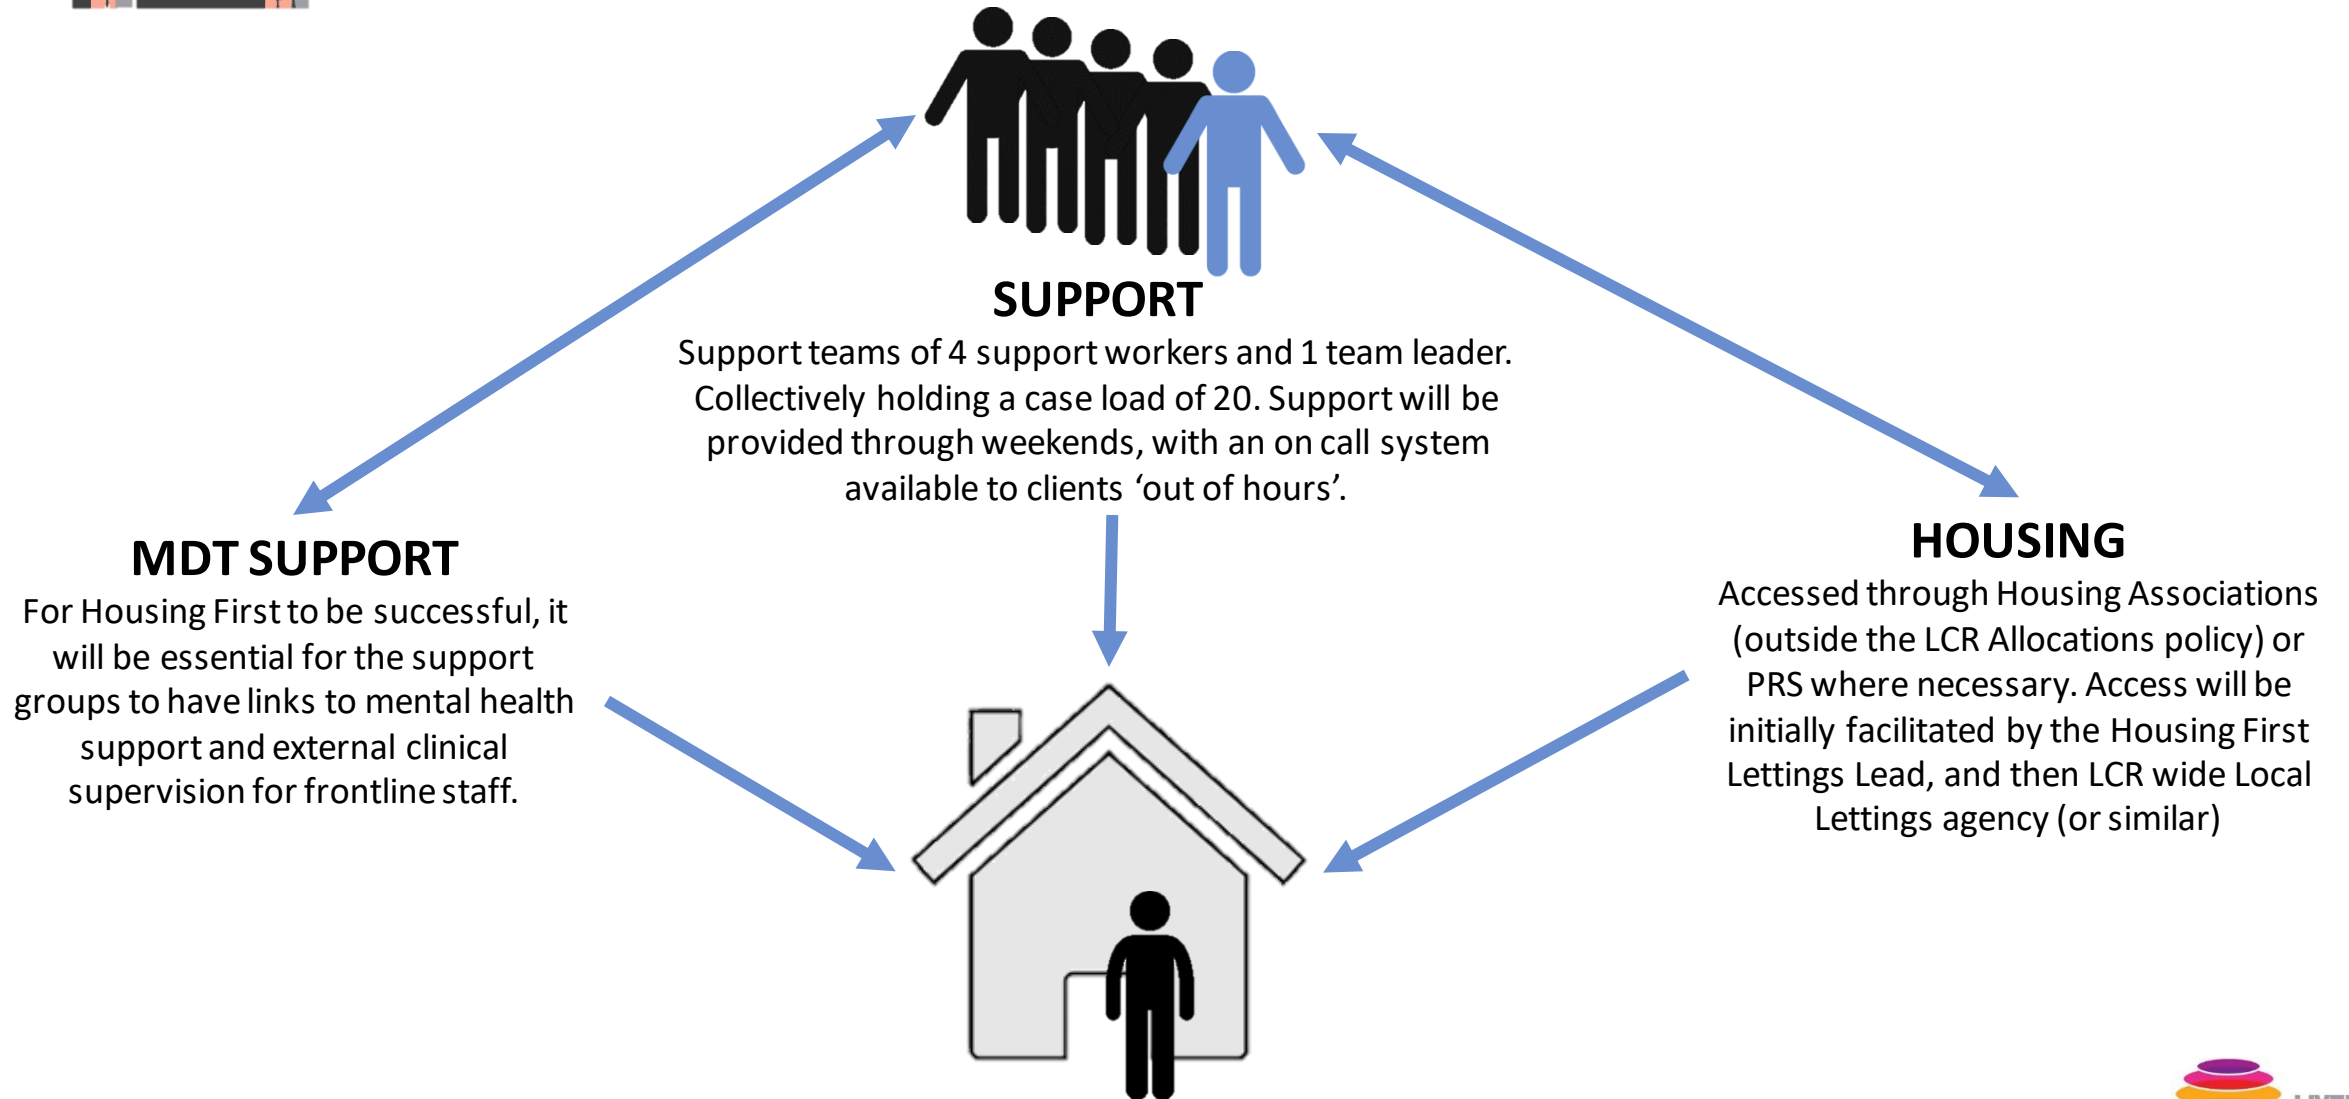 SUPPORT
Support teams of 4 support workers and 1 team leader.
Collectively holding a case load of 20. Support will be
provided through weekends, with an on call system
available to clients ‘out of hours’.
MDT SUPPORT
For Housing First to be successful, it
will be essential for the support
groups to have links to mental health
support and external clinical
supervision for frontline staff.
HOUSING
Accessed through Housing Associations
(outside the LCR Allocations policy) or
PRS where necessary. Access will be
initially facilitated by the Housing First
Lettings Lead, and then LCR wide Local
Lettings agency (or similar)